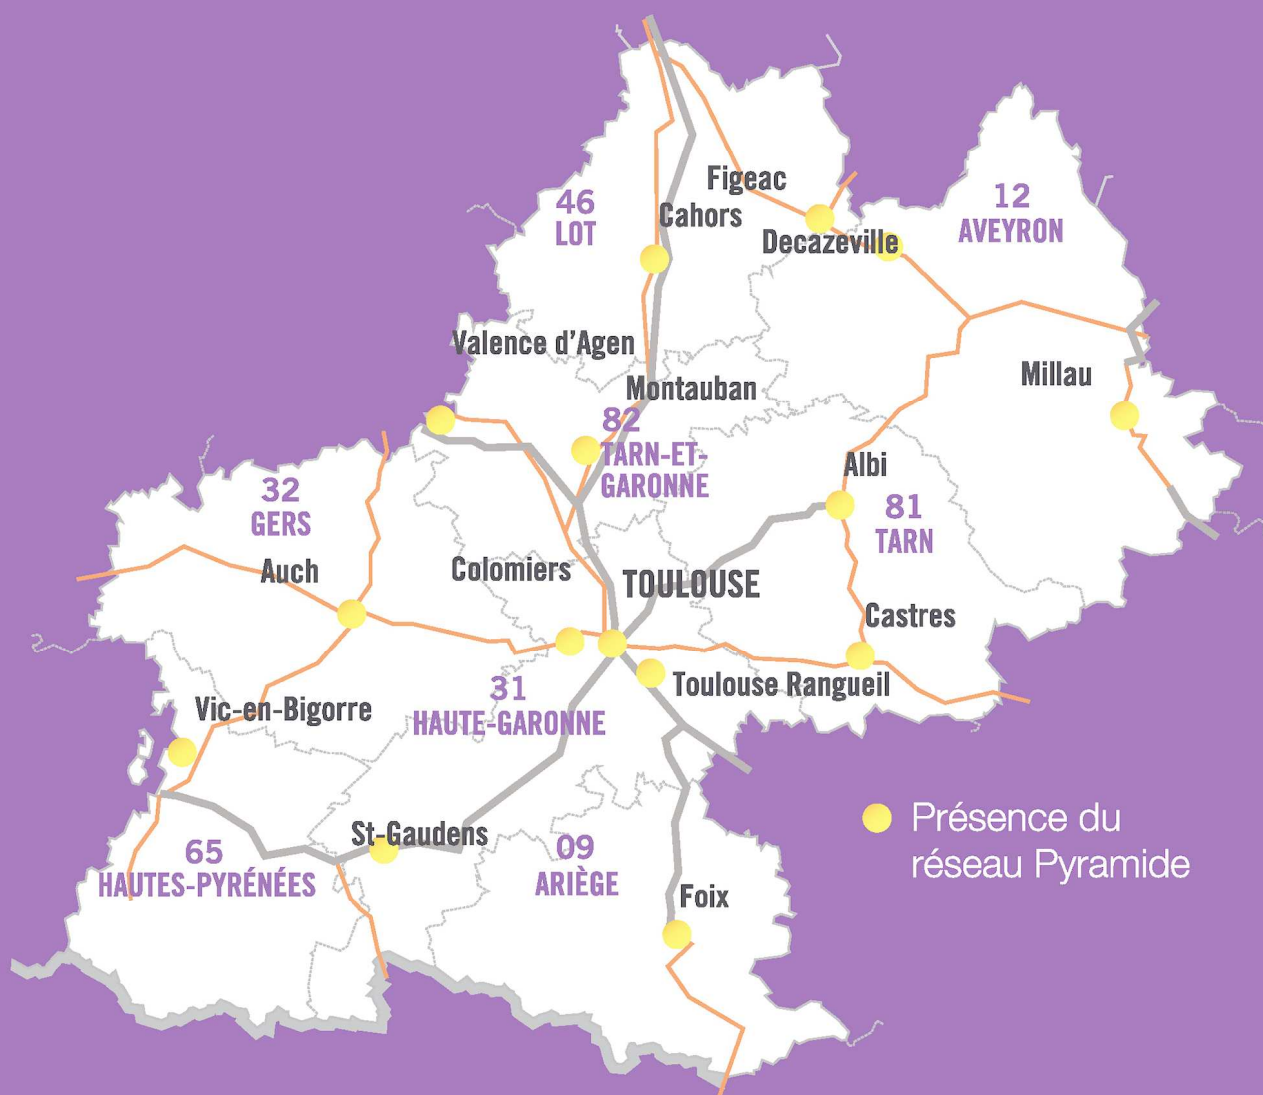 Figeac
46
LOT
Cahors
12
AVEYRON
Decazeville
Valence d'Agen
Montauban
Millau
82
TARN-ET-
GARONNE
Albi
32
GERS
81
TARN
Auch
Colomiers
TOULOUSE
Castres
31
HAUTE-GARONNE
Toulouse Rangueil
Vic-en-Bigorre
Présence du
réseau Pyramide
St-Gaudens
65
HAUTES-PYRÉNÉES
09
ARIÈGE
Foix